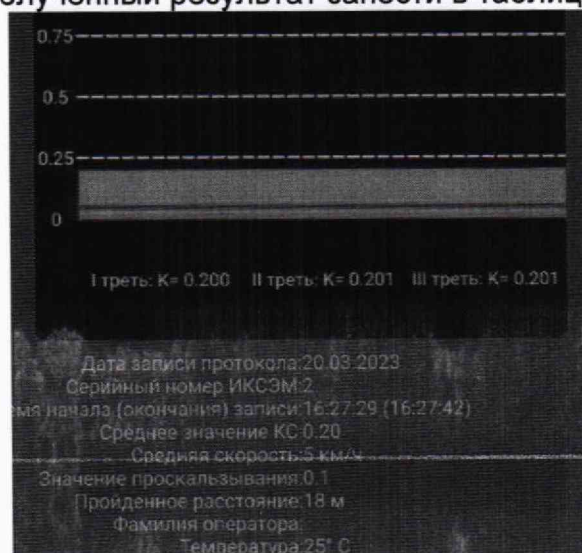 олученный результат занести в таблиц
0.75
0.5
0.25
0
I треть: K= 0.200 II треть: K= 0.201 III треть: K= 0.201
Дата записи протокола:20.03.2023
Серийный номер ИКСЭМ:2
емя начала (окончания) записи:16:27:29 (16:27:42)
Среднее значение КС:0.20
Средняя скорость:5 км/ч
Значение проскальзывания:0.1
Пройденное расстояние:18 м
Фамилия оператора:
Температура:25° C